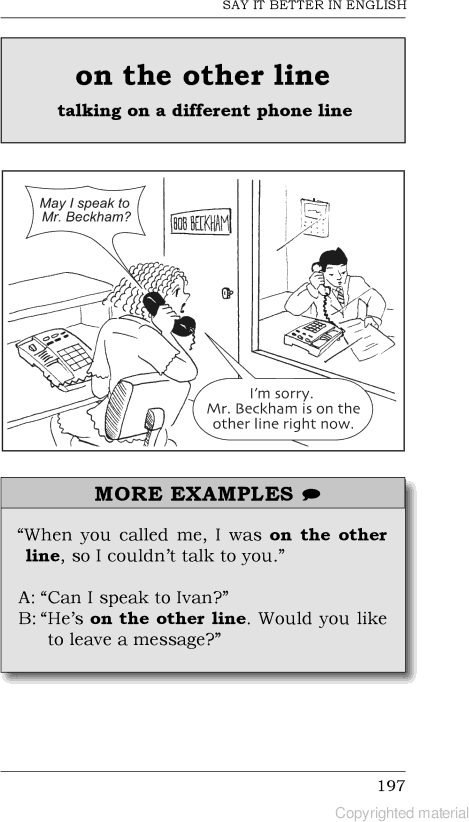 SAY IT BETTER IN ENGLISH
on the other line
talking on a different phone line
May I speak to
Mr. Beckham?
BOB BECKHAM
I'm sorry.
Mr. Beckham is on the
other line right now.
MORE EXAMPLES
“When you called me, I was on the other
line, so I couldn't talk to you.”
A: “Can I speak to Ivan?”
B: “He's on the other line. Would you like
to leave a message?”
197
Copyrighted material